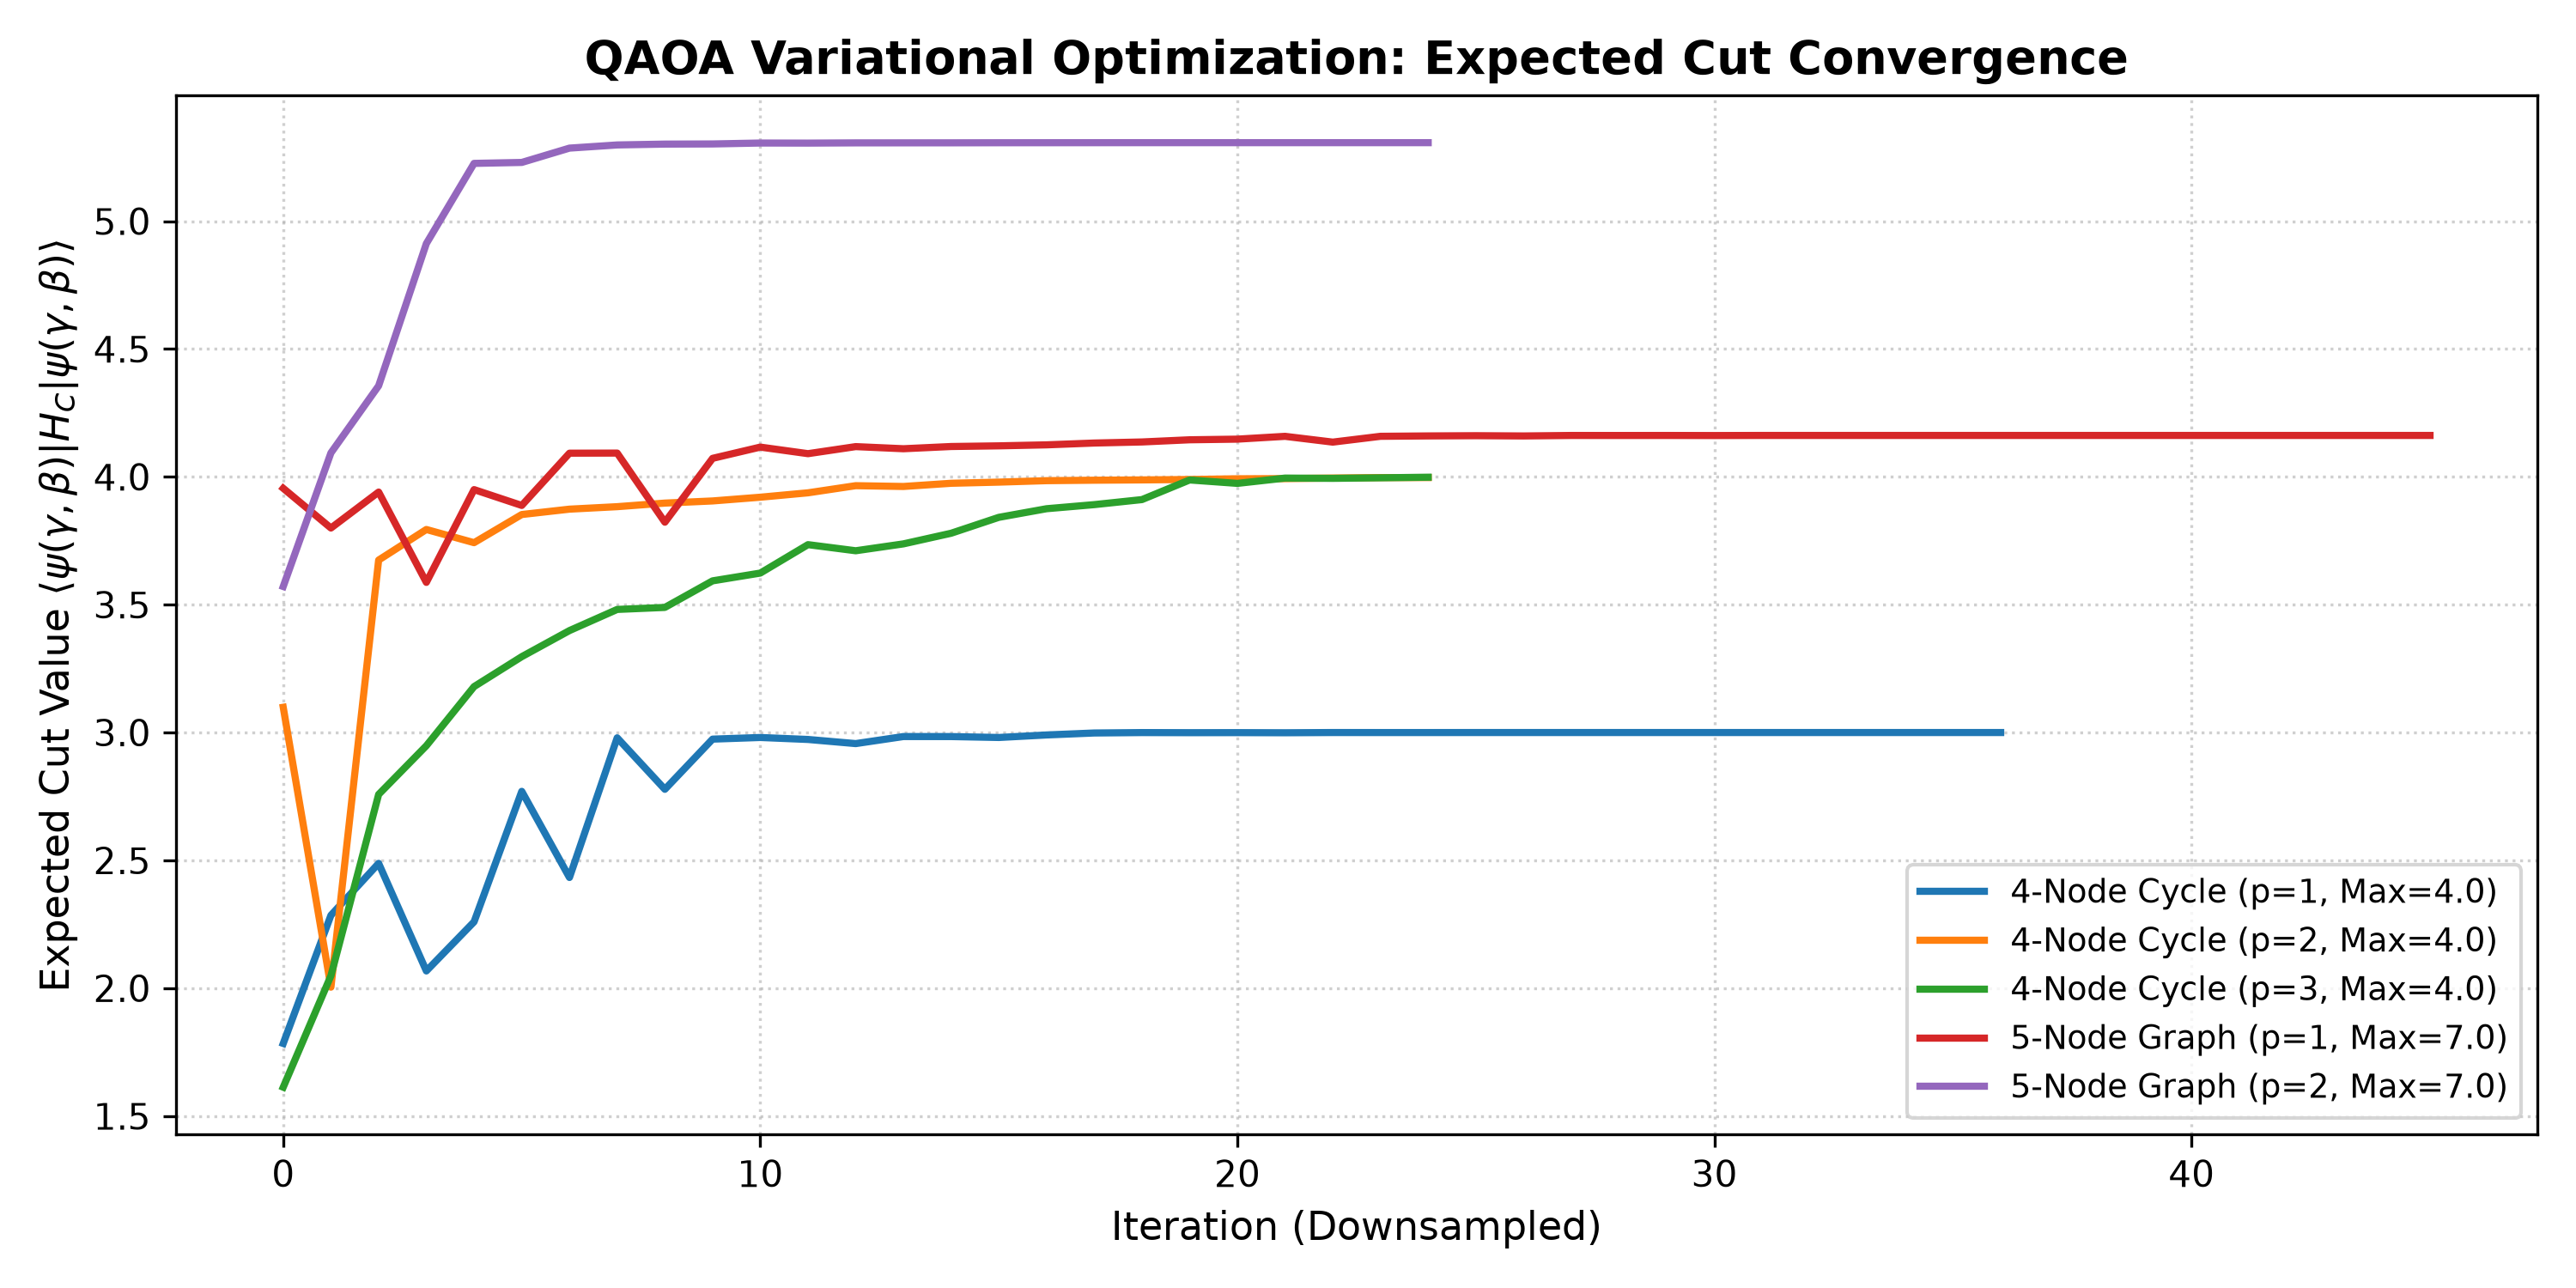 QAOA Variational Optimization: Expected Cut Convergence
Expected Cut Value ⟨ψ(γ, β)|H_C|ψ(γ, β)⟩
5.0
4.5
4.0
3.5
3.0
2.5
2.0
1.5
0 10 20 30 40
Iteration (Downsampled)
4-Node Cycle (p=1, Max=4.0)
4-Node Cycle (p=2, Max=4.0)
4-Node Cycle (p=3, Max=4.0)
5-Node Graph (p=1, Max=7.0)
5-Node Graph (p=2, Max=7.0)